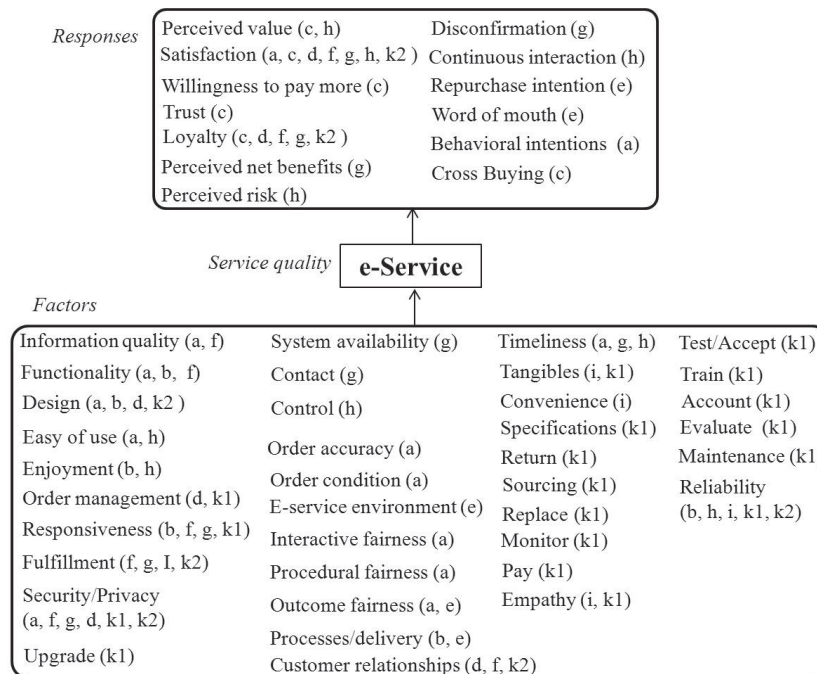 Responses
Perceived value (c, h)
Satisfaction (a, c, d, f, g, h, k2 )
Willingness to pay more (c)
Trust (c)
Loyalty (c, d, f, g, k2 )
Perceived net benefits (g)
Perceived risk (h)
Disconfirmation (g)
Continuous interaction (h)
Repurchase intention (e)
Word of mouth (e)
Behavioral intentions (a)
Cross Buying (c)
Service quality
e-Service
Factors
Information quality (a, f)
Functionality (a, b, f)
Design (a, b, d, k2 )
Easy of use (a, h)
Enjoyment (b, h)
Order management (d, k1)
Responsiveness (b, f, g, k1)
Fulfillment (f, g, I, k2)
Security/Privacy
(a, f, g, d, k1, k2)
Upgrade (k1)
System availability (g)
Contact (g)
Control (h)
Order accuracy (a)
Order condition (a)
E-service environment (e)
Interactive fairness (a)
Procedural fairness (a)
Outcome fairness (a, e)
Processes/delivery (b, e)
Customer relationships (d, f, k2)
Timeliness (a, g, h)
Tangibles (i, k1)
Convenience (i)
Specifications (k1)
Return (k1)
Sourcing (k1)
Replace (k1)
Monitor (k1)
Pay (k1)
Empathy (i, k1)
Test/Accept (k1)
Train (k1)
Account (k1)
Evaluate (k1)
Maintenance (k1
Reliability
(b, h, i, k1, k2)